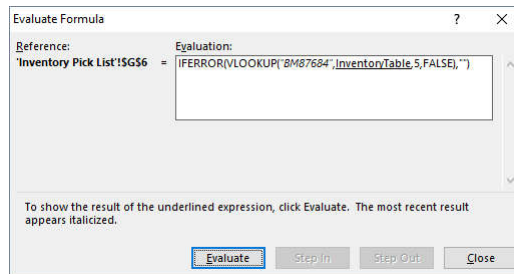 Evaluate Formula ? X
Reference: Evaluation:
'Inventory Pick List'!$G$6 = IFERROR(VLOOKUP("BM87684",InventoryTable,5,FALSE),"")
To show the result of the underlined expression, click Evaluate. The most recent result
appears italicized.
Evaluate Step In Step Out Close